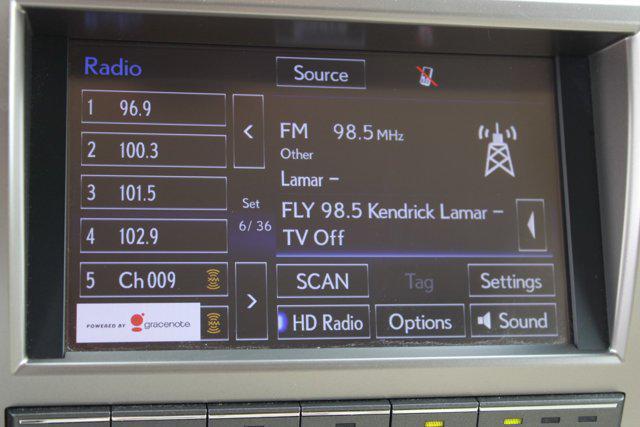 Radio
Source
1 96.9
2 100.3
3 101.5
4 102.9
5 Ch 009
POWERED BY gracenote
<
Set
6/36
>
FM 98.5 MHz
Other
Lamar –
FLY 98.5 Kendrick Lamar –
TV Off
SCAN
Tag
Settings
HD Radio
Options
Sound